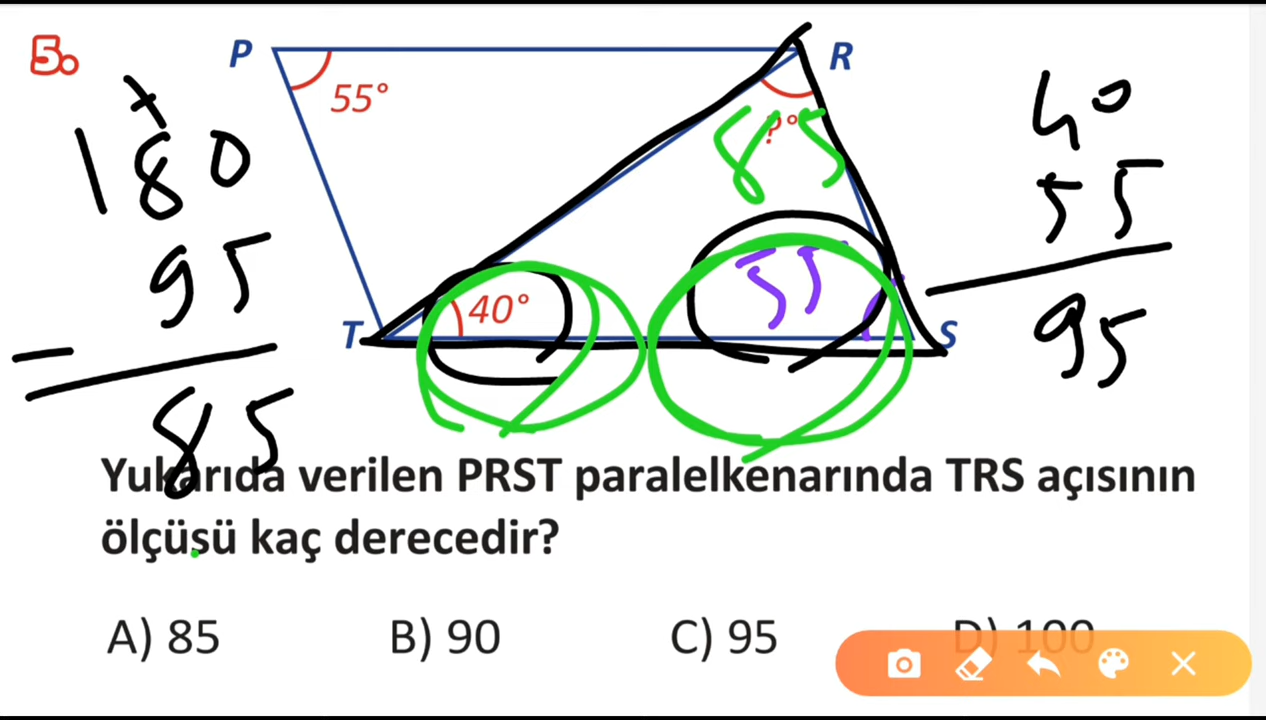 5.
P
R
55°
?°
85
180
95
85
40
55
95
40°
55
T
S
Yukarıda verilen PRST paralelkenarında TRS açısının
ölçüsü kaç derecedir?
A) 85 B) 90 C) 95 D) 100